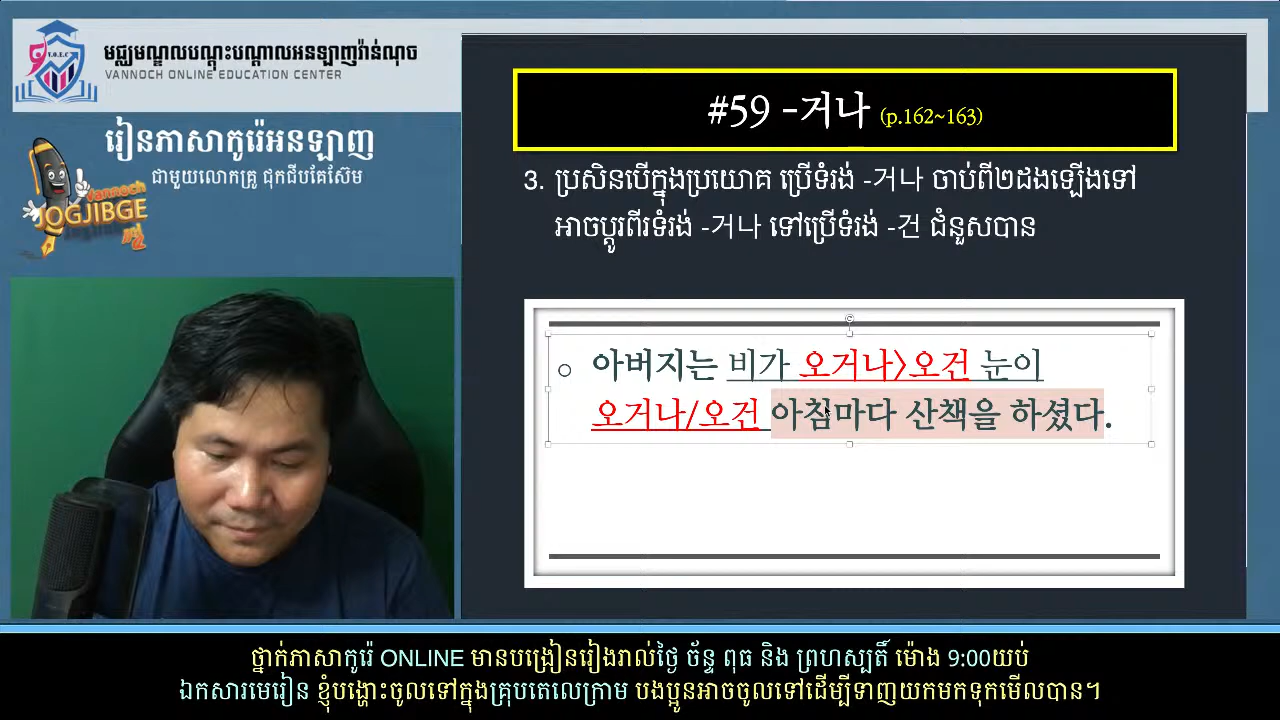 T.O.E.C
មជ្ឈមណ្ឌលបណ្តុះបណ្តាលអនឡាញវ៉ាន់ណុច
VANNOCH ONLINE EDUCATION CENTER
រៀនភាសាកូរ៉េអនឡាញ
ជាមួយលោកគ្រូ ជុកជីបគែស៊ែម
Vannoch
JOGJIBGE
#59 -거나 (p.162~163)
3. ប្រសិនបើក្នុងប្រយោគ ប្រើទំរង់ -거나 ចាប់ពី២ដងឡើងទៅ
អាចប្តូរពីរទំរង់ -거나 ទៅប្រើទំរង់ -건 ជំនួសបាន
아버지는 비가 오거나>오건 눈이
오거나/오건 아침마다 산책을 하셨다.
ថ្នាក់ភាសាកូរ៉េ ONLINE មានបង្រៀនរៀងរាល់ថ្ងៃ ច័ន្ទ ពុធ និង ព្រហស្បតិ៍ ម៉ោង 9:00យប់
ឯកសារមេរៀន ខ្ញុំបង្ហោះចូលទៅក្នុងគ្រុបតេលេក្រាម បងប្អូនអាចចូលទៅដើម្បីទាញយកមកទុកមើលបាន។